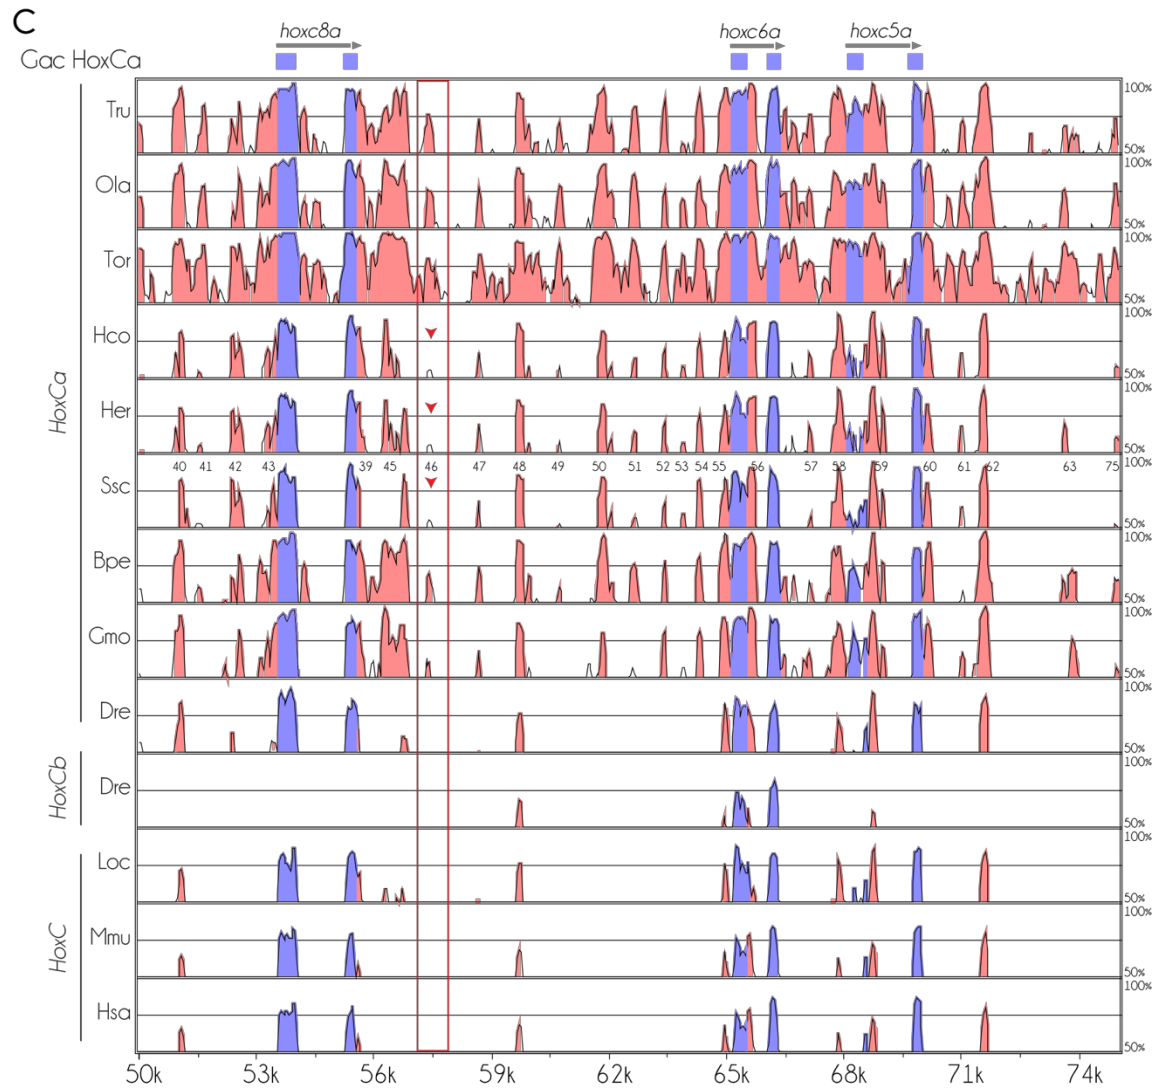 C
hoxc8a hoxc6a hoxc5a
Gac HoxCa
Tru 100% 50%
Ola 100% 50%
Tor 100% 50%
Hco 100% 50%
Her 100% 50%
40 41 42 43 39 45 46 47 48 49 50 51 52 53 54 55 56 57 58 59 60 61 62 63 75
Ssc 100% 50%
Bpe 100% 50%
Gmo 100% 50%
Dre 100% 50%
HoxCa
Dre 100% 50%
HoxCb
Loc 100% 50%
Mmu 100% 50%
Hsa 100% 50%
HoxC
50k 53k 56k 59k 62k 65k 68k 71k 74k